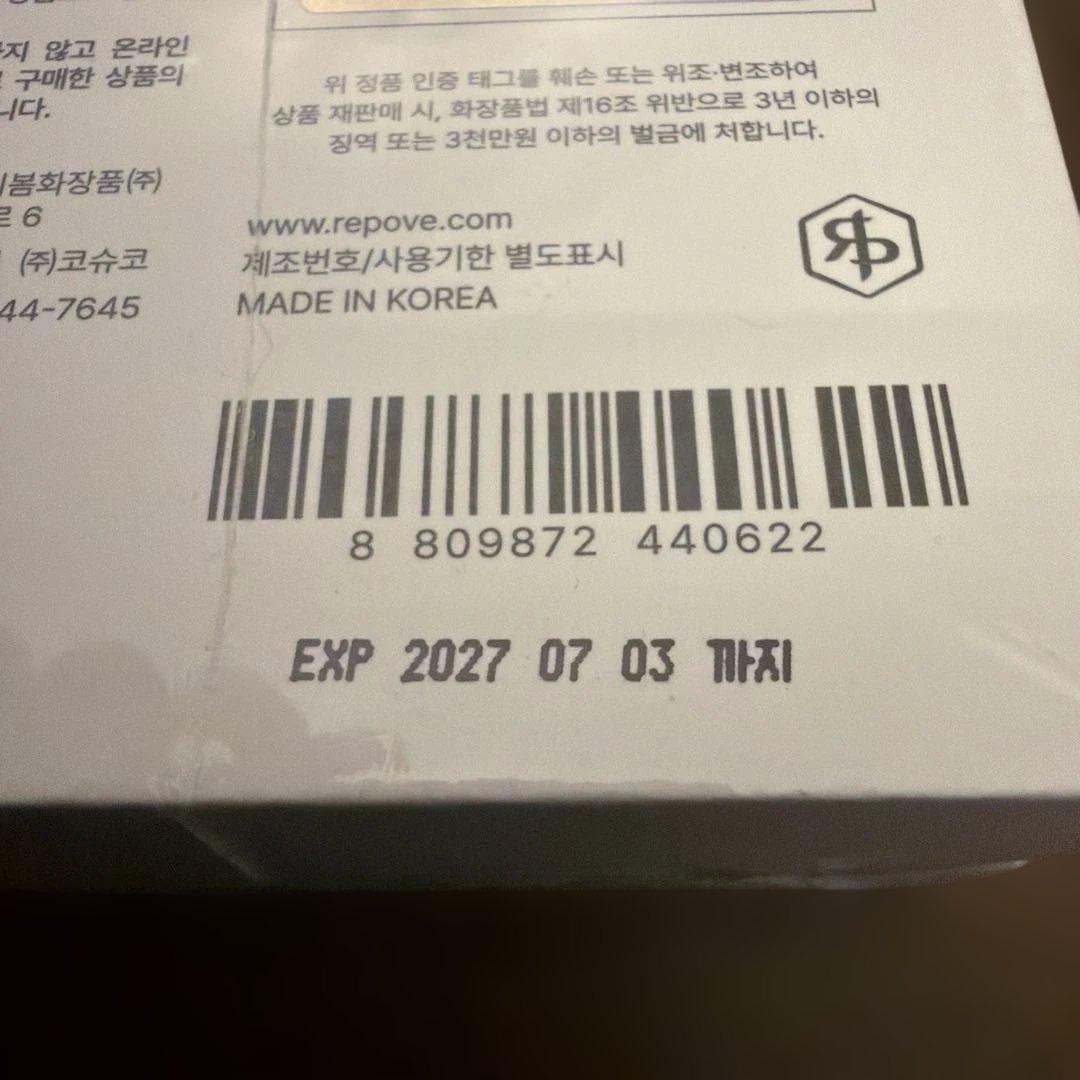 않고 온라인
구매한 상품의
니다.
위 정품 인증 태그를 훼손 또는 위조·변조하여
상품 재판매 시, 화장품법 제16조 위반으로 3년 이하의
징역 또는 3천만원 이하의 벌금에 처합니다.
봄화장품(주)
로 6
(주)코슈코
44-7645
www.repove.com
제조번호/사용기한 별도표시
MADE IN KOREA
8 809872 440622
EXP 2027 07 03 까지